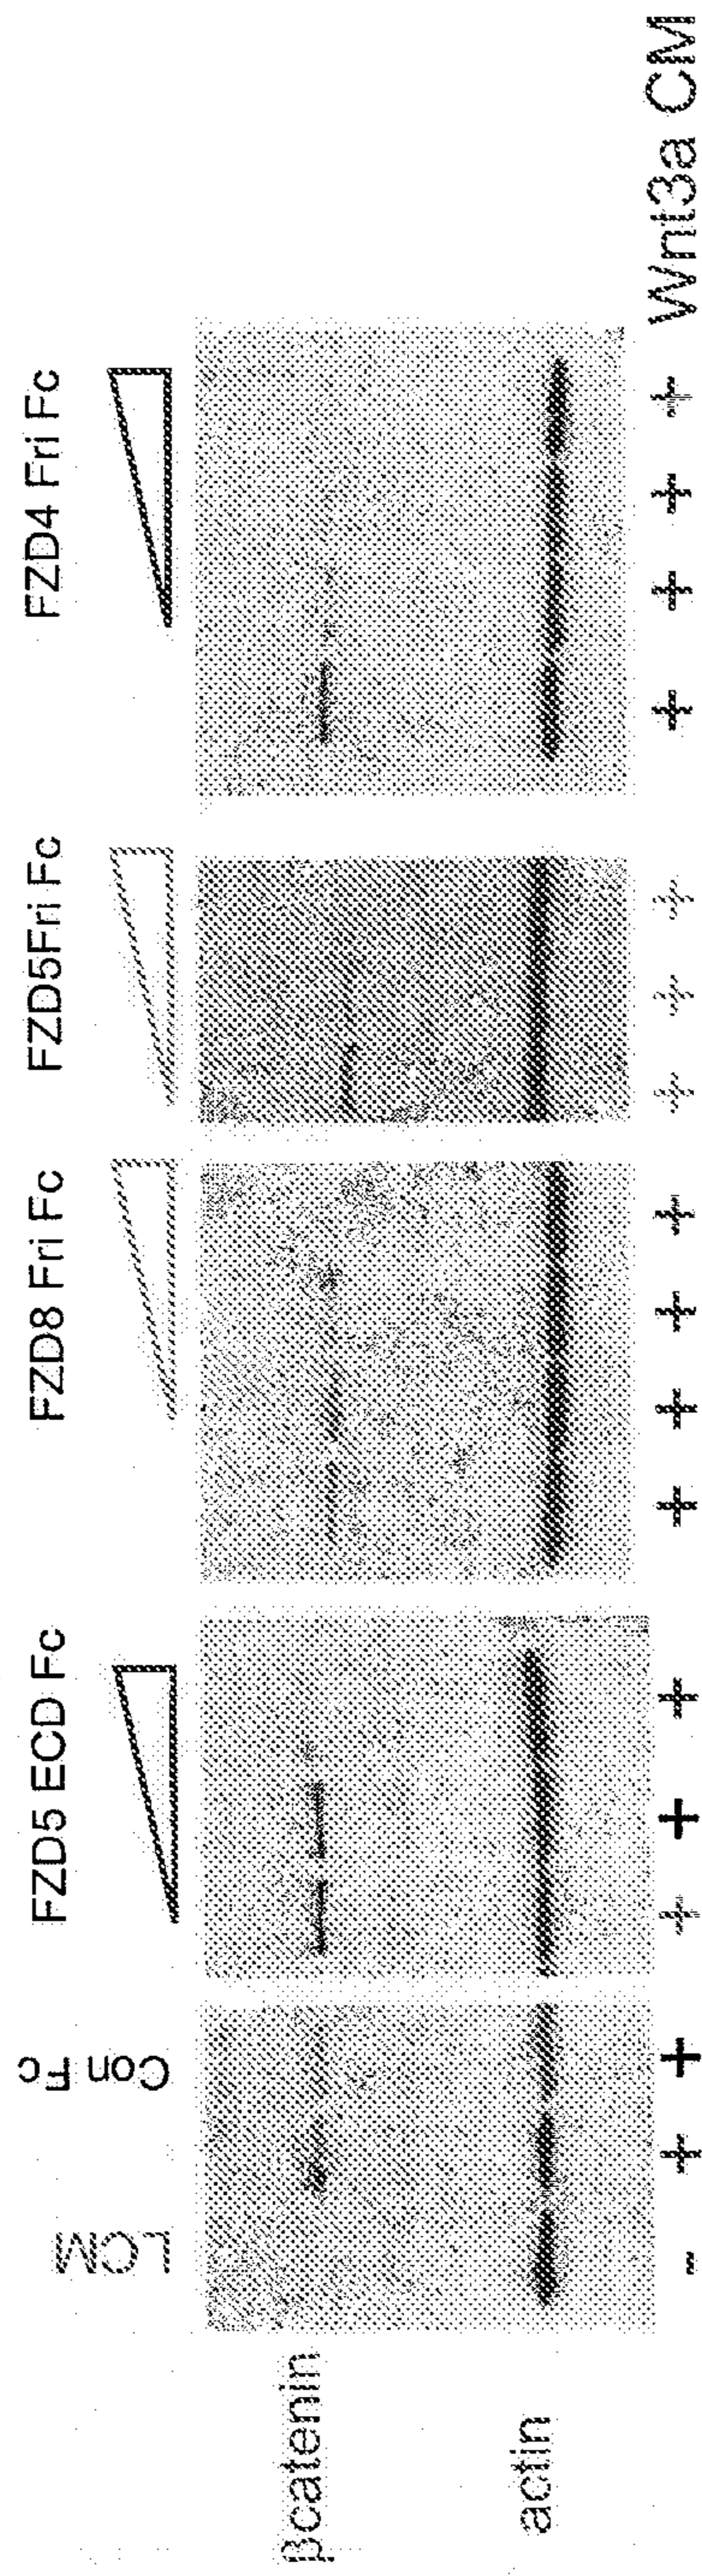 LCM
Con Fc
FZD5 ECD Fc
FZD8 Fri Fc
FZD5Fri Fc
FZD4 Fri Fc
βcatenin
actin
- + + + + + + + + + + + + + + + + Wnt3a CM